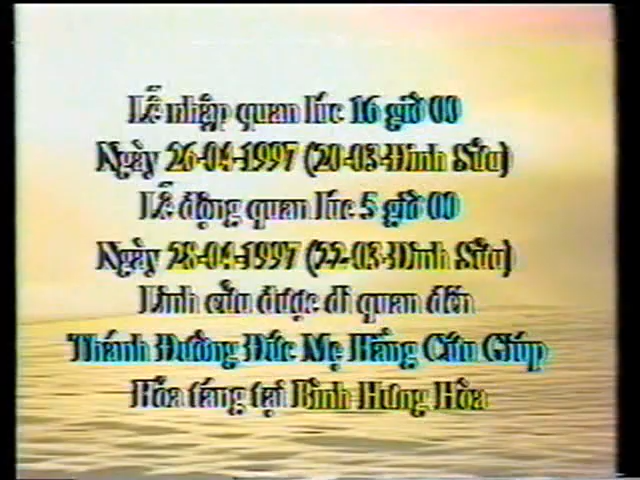 Lễ nhập quan lúc 16 giờ 00
Ngày 26-04-1997 (20-03-Đinh Sửu)
Lễ động quan lúc 5 giờ 00
Ngày 28-04-1997 (22-03-Đinh Sửu)
Linh cửu được di quan đến
Thánh Đường Đức Mẹ Hằng Cứu Giúp
Hỏa táng tại Bình Hưng Hòa